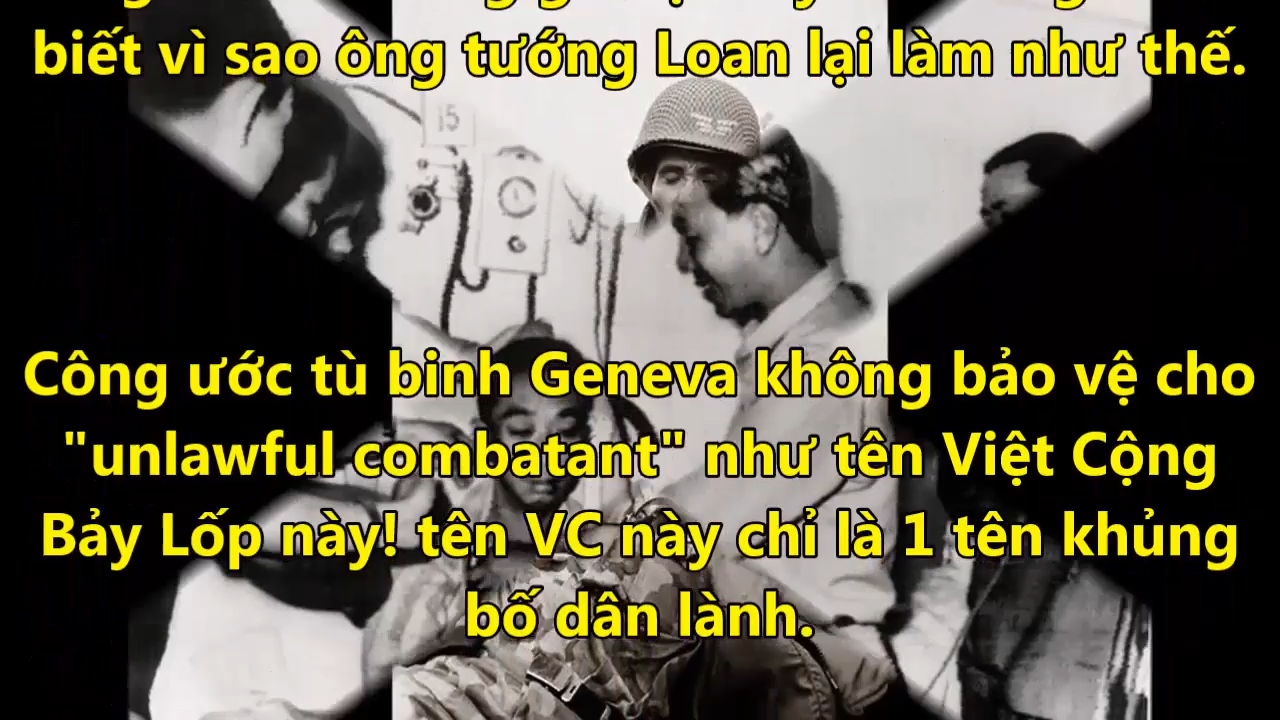 biết vì sao ông tướng Loan lại làm như thế.
15
Công ước tù binh Geneva không bảo vệ cho
"unlawful combatant" như tên Việt Cộng
Bảy Lốp này! tên VC này chỉ là 1 tên khủng
bố dân lành.